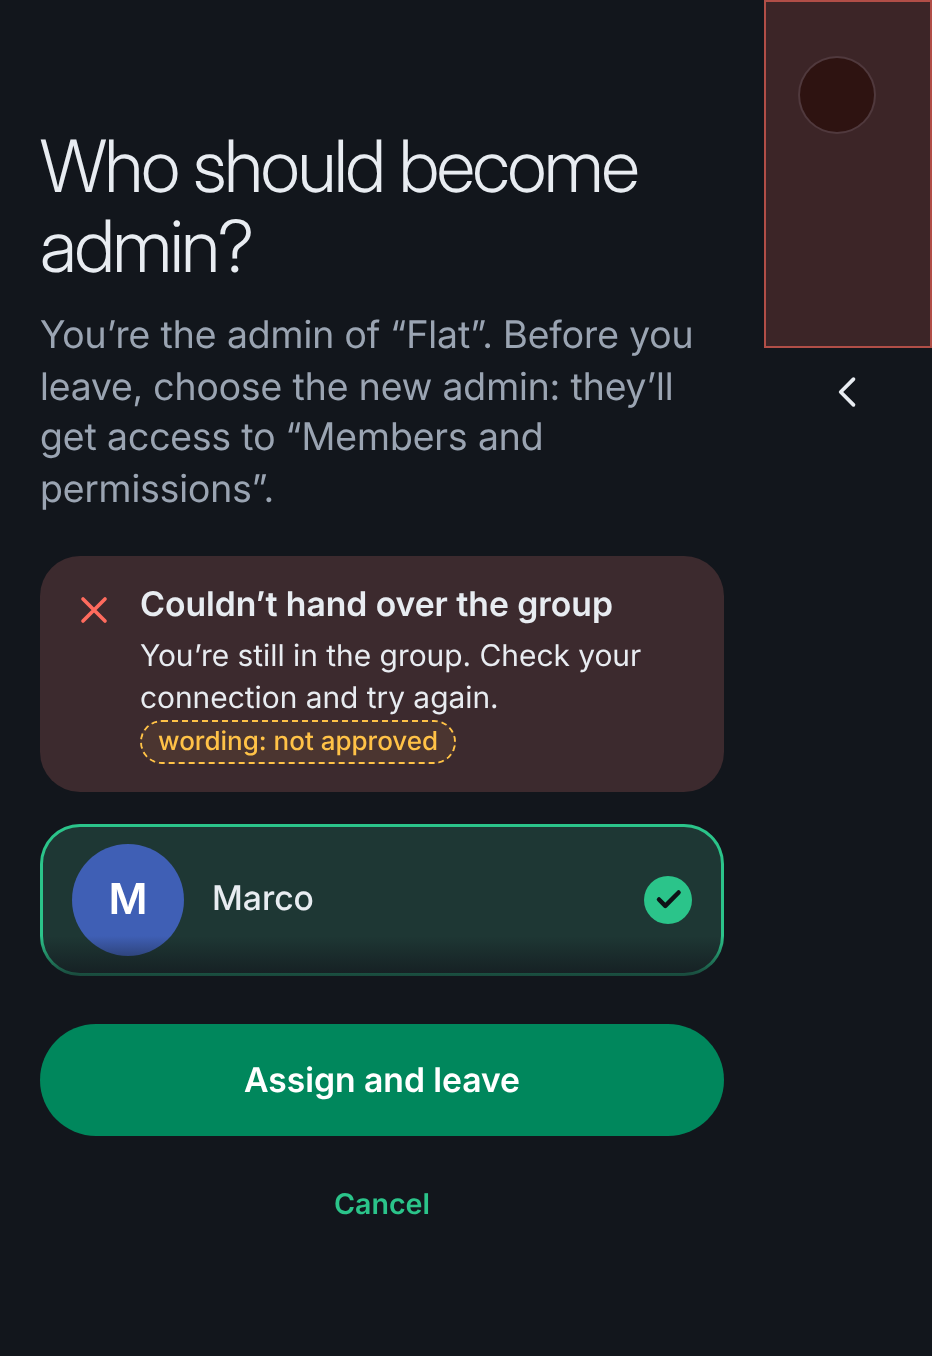 Who should become
admin?
You’re the admin of “Flat”. Before you
leave, choose the new admin: they’ll
get access to “Members and
permissions”.
Couldn’t hand over the group
You’re still in the group. Check your
connection and try again.
wording: not approved
M
Marco
Assign and leave
Cancel